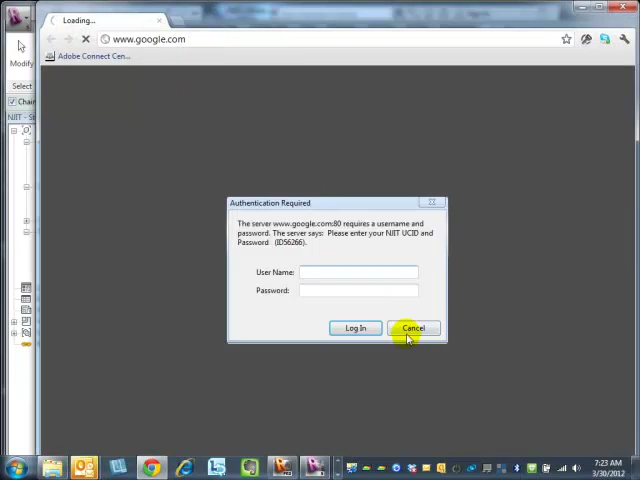 Loading...
www.google.com
Adobe Connect Cen...
Modify
Select
Chain
NJIT - S
Authentication Required
The server www.google.com:80 requires a username and
password. The server says: Please enter your NJIT UCID and
Password (ID56266).
User Name:
Password:
Log In
Cancel
7:23 AM
3/30/2012